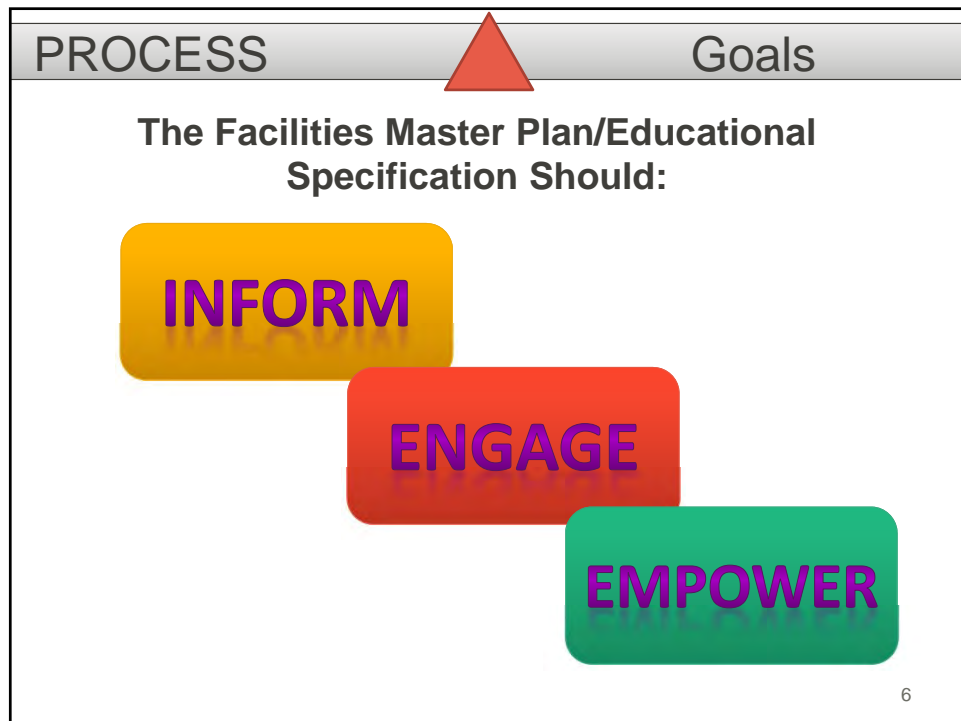 PROCESS Goals
The Facilities Master Plan/Educational
Specification Should:
INFORM
ENGAGE
EMPOWER
6